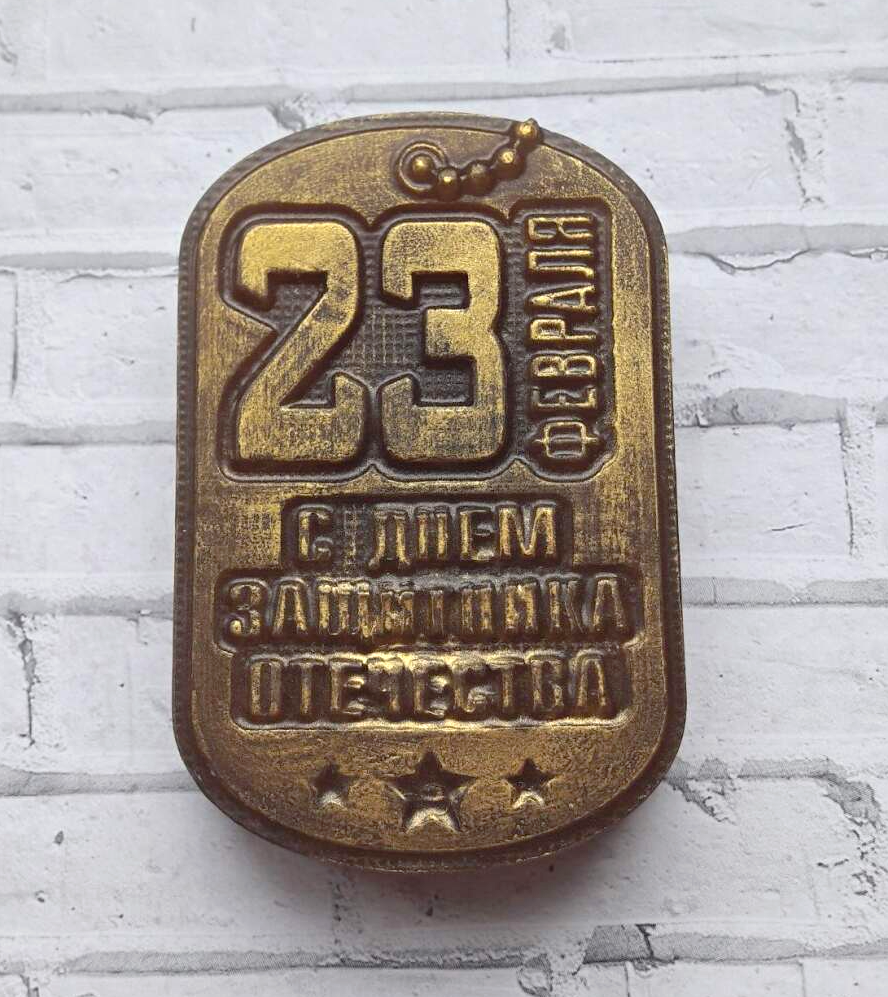 23
ФЕВРАЛЯ
С ДНЕМ
ЗАЩИТНИКА
ОТЕЧЕСТВА